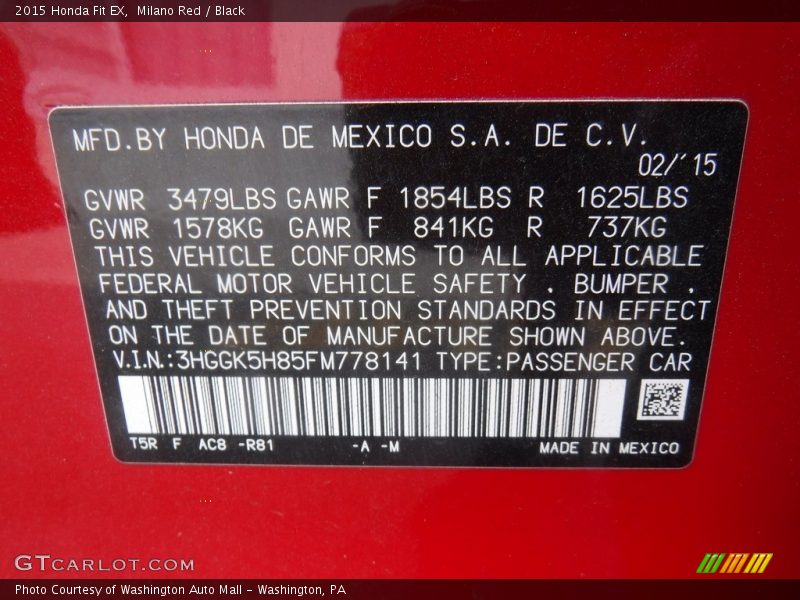 2015 Honda Fit EX,  Milano Red / Black
MFD.BY HONDA DE MEXICO S.A. DE C.V.
02/´15
GVWR 3479LBS GAWR F 1854LBS R 1625LBS
GVWR 1578KG GAWR F 841KG R 737KG
THIS VEHICLE CONFORMS TO ALL APPLICABLE
FEDERAL MOTOR VEHICLE SAFETY . BUMPER .
AND THEFT PREVENTION STANDARDS IN EFFECT
ON THE DATE OF MANUFACTURE SHOWN ABOVE.
V.I.N.:3HGGK5H85FM778141 TYPE:PASSENGER CAR
T5R F AC8 -R81 -A -M MADE IN MEXICO
GTCARLOT.COM
Photo Courtesy of Washington Auto Mall - Washington, PA